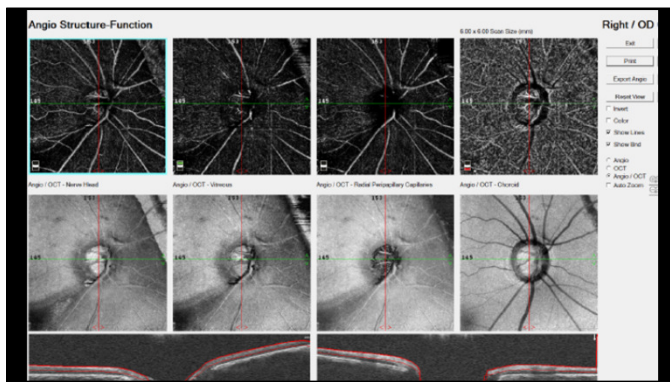 Angio Structure-Function
6.00 x 6.00 Scan Size (mm)
Right / OD
Exit
Print
Export Angio
Reset View
Invert
Color
Show Lines
Show Bnd
Angio
OCT
Angio / OCT
Auto Zoom
Angio / OCT - Nerve Head
Angio / OCT - Vitreous
Angio / OCT - Radial Peripapillary Capillaries
Angio / OCT - Choroid